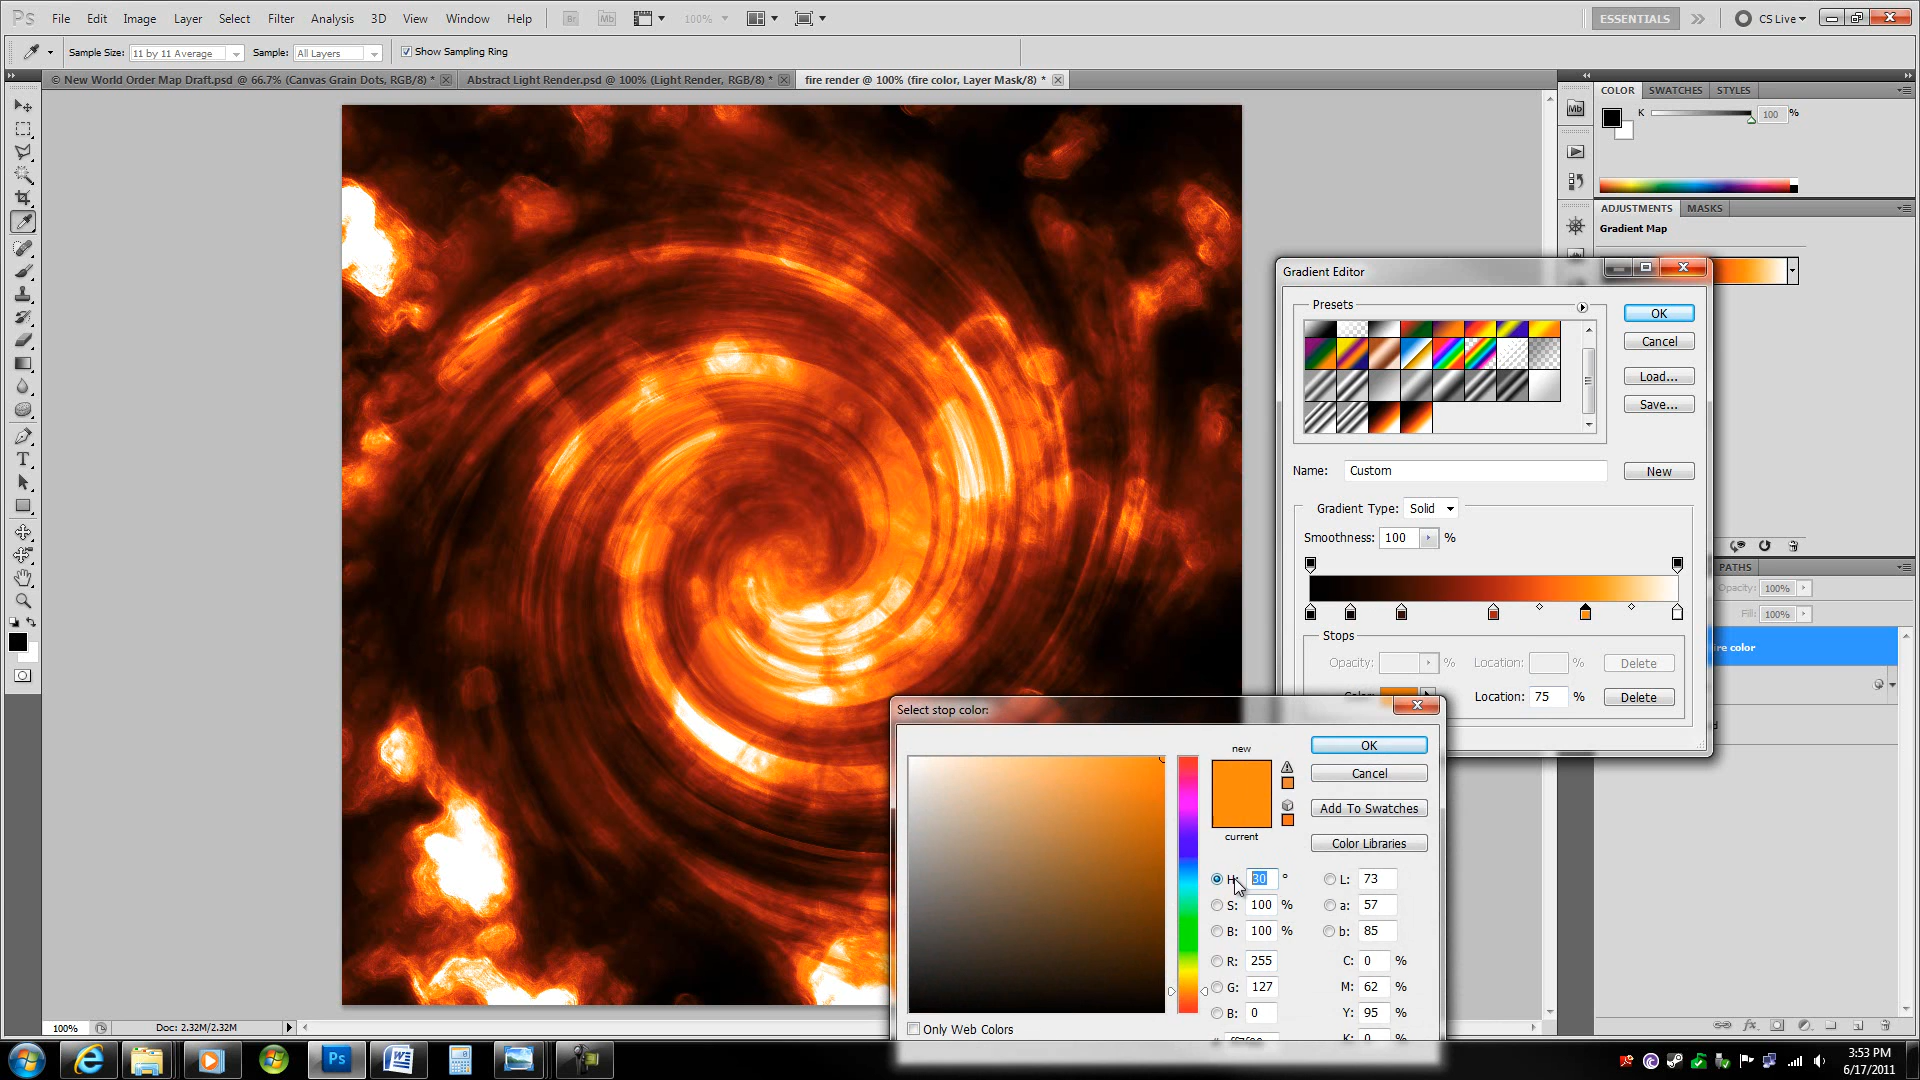 Ps File Edit Image Layer Select Filter Analysis 3D View Window Help Br Mb 100% ESSENTIALS CS Live
Sample Size: 11 by 11 Average Sample: All Layers Show Sampling Ring
© New World Order Map Draft.psd @ 66.7% (Canvas Grain Dots, RGB/8) *
Abstract Light Render.psd @ 100% (Light Render, RGB/8) *
fire render @ 100% (fire color, Layer Mask/8) *
COLOR SWATCHES STYLES
Mb
K 100 %
ADJUSTMENTS MASKS
Gradient Map
Gradient Editor
Presets
OK
Cancel
Load...
Save...
Name: Custom New
Gradient Type: Solid
Smoothness: 100 %
PATHS
Opacity: 100%
Fill: 100%
Stops
Opacity: % Location: % Delete
Location: 75 % Delete
Select stop color:
new
current
OK
Cancel
Add To Swatches
Color Libraries
H: 30 ° L: 73
S: 100 % a: 57
B: 100 % b: 85
R: 255 C: 0 %
G: 127 M: 62 %
B: 0 Y: 95 %
K: 0 %
Only Web Colors
100% Doc: 2.32M/2.32M
Ps
3:53 PM
6/17/2011